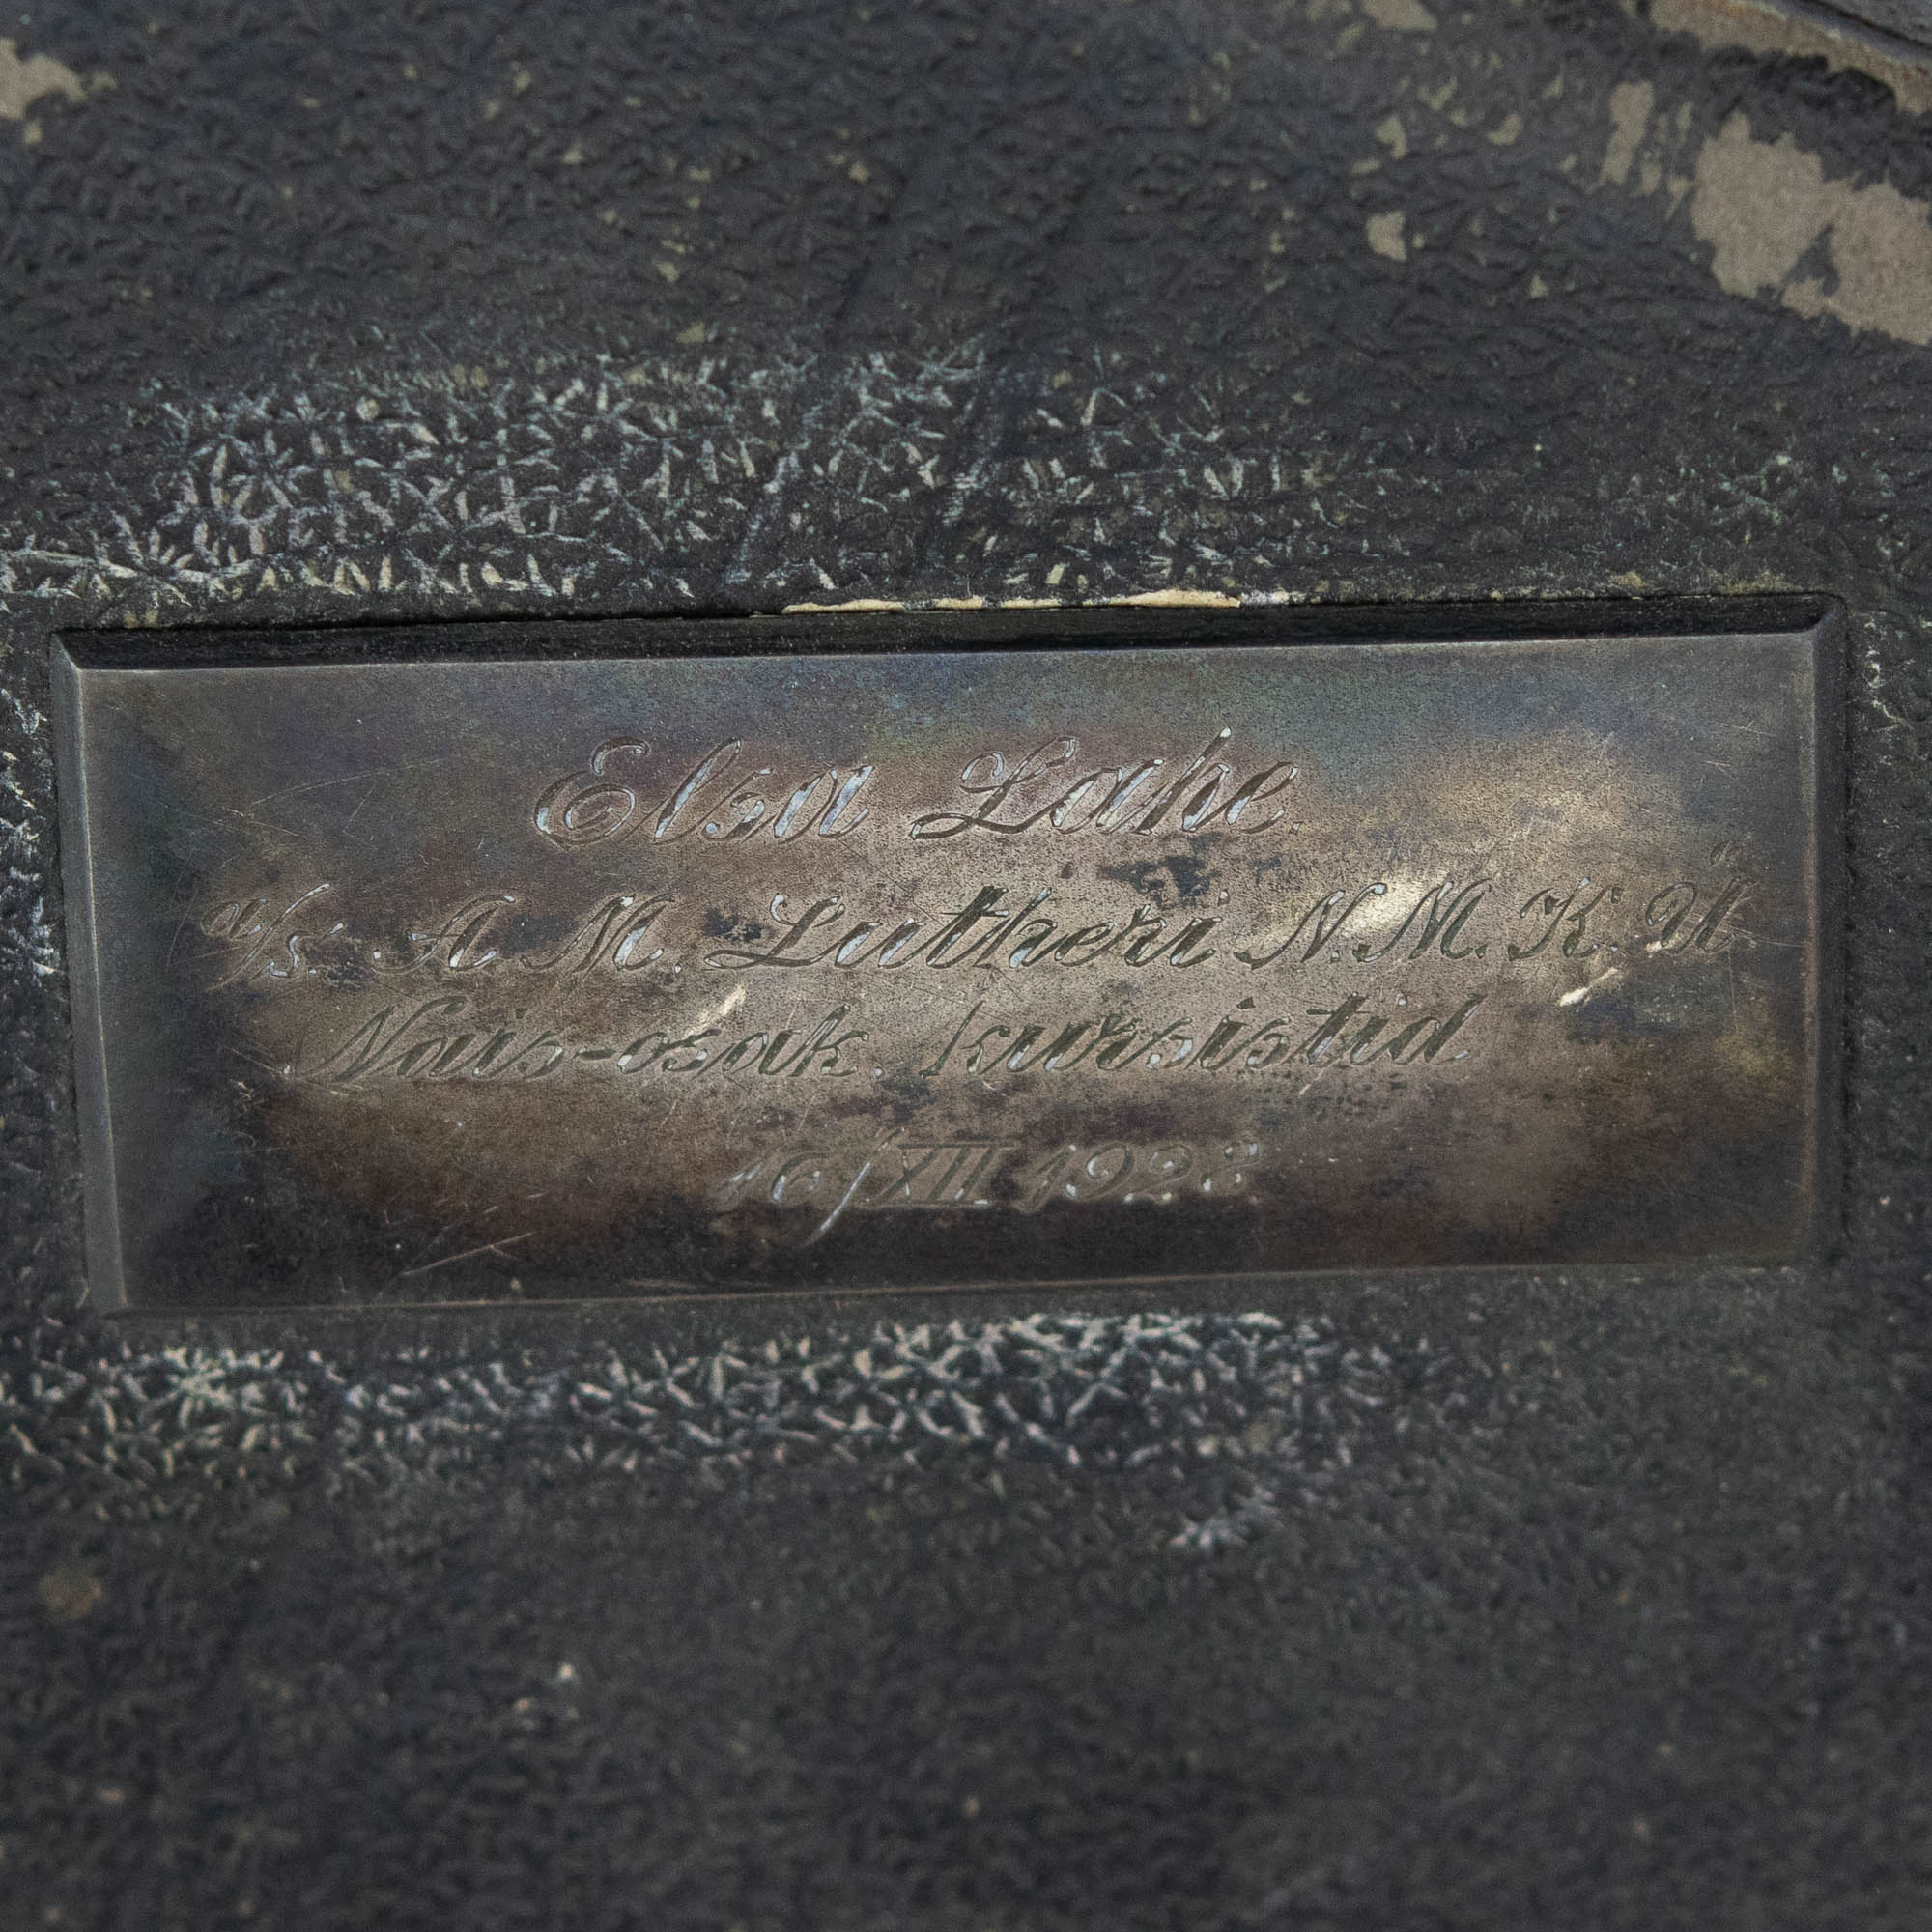 Elsa Lahe.
a/s. A. M. Lutheri N. M. K. Ü.
Nais-osak. kursistid
16/XII 1928